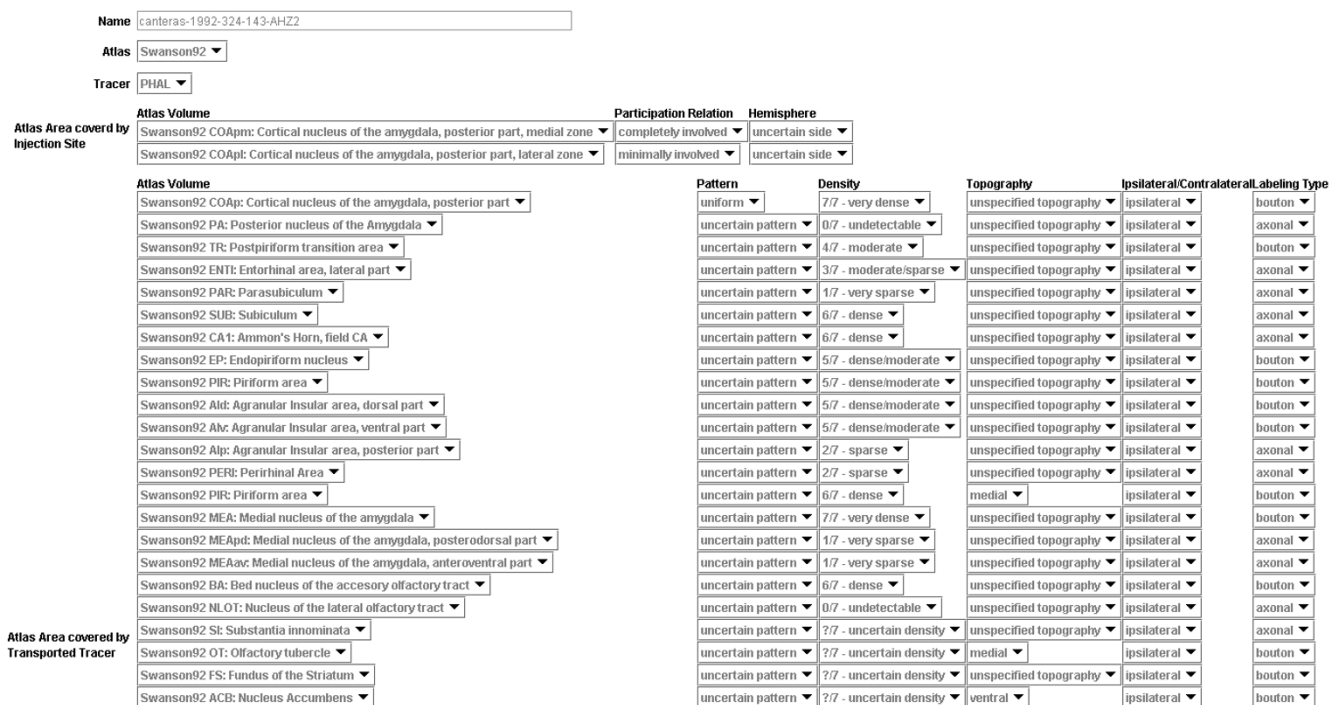 Name canteras-1992-324-143-AHZ2
Atlas Swanson92
Tracer PHAL
Atlas Volume Participation Relation Hemisphere
Atlas Area coverd by Injection Site
Swanson92 COApm: Cortical nucleus of the amygdala, posterior part, medial zone completely involved uncertain side
Swanson92 COApl: Cortical nucleus of the amygdala, posterior part, lateral zone minimally involved uncertain side
Atlas Volume Pattern Density Topography Ipsilateral/Contralateral Labeling Type
Swanson92 COAp: Cortical nucleus of the amygdala, posterior part uniform 7/7 - very dense unspecified topography ipsilateral bouton
Swanson92 PA: Posterior nucleus of the Amygdala uncertain pattern 0/7 - undetectable unspecified topography ipsilateral axonal
Swanson92 TR: Postpiriform transition area uncertain pattern 4/7 - moderate unspecified topography ipsilateral bouton
Swanson92 ENTl: Entorhinal area, lateral part uncertain pattern 3/7 - moderate/sparse unspecified topography ipsilateral axonal
Swanson92 PAR: Parasubiculum uncertain pattern 1/7 - very sparse unspecified topography ipsilateral axonal
Swanson92 SUB: Subiculum uncertain pattern 6/7 - dense unspecified topography ipsilateral axonal
Swanson92 CA1: Ammon's Horn, field CA uncertain pattern 6/7 - dense unspecified topography ipsilateral axonal
Swanson92 EP: Endopiriform nucleus uncertain pattern 5/7 - dense/moderate unspecified topography ipsilateral bouton
Swanson92 PIR: Piriform area uncertain pattern 5/7 - dense/moderate unspecified topography ipsilateral bouton
Swanson92 AId: Agranular Insular area, dorsal part uncertain pattern 5/7 - dense/moderate unspecified topography ipsilateral bouton
Swanson92 AIv: Agranular Insular area, ventral part uncertain pattern 5/7 - dense/moderate unspecified topography ipsilateral bouton
Swanson92 AIp: Agranular Insular area, posterior part uncertain pattern 2/7 - sparse unspecified topography ipsilateral axonal
Swanson92 PERI: Perirhinal Area uncertain pattern 2/7 - sparse unspecified topography ipsilateral axonal
Swanson92 PIR: Piriform area uncertain pattern 6/7 - dense medial ipsilateral bouton
Swanson92 MEA: Medial nucleus of the amygdala uncertain pattern 7/7 - very dense unspecified topography ipsilateral bouton
Swanson92 MEApd: Medial nucleus of the amygdala, posterodorsal part uncertain pattern 1/7 - very sparse unspecified topography ipsilateral axonal
Swanson92 MEAav: Medial nucleus of the amygdala, anteroventral part uncertain pattern 1/7 - very sparse unspecified topography ipsilateral axonal
Swanson92 BA: Bed nucleus of the accesory olfactory tract uncertain pattern 6/7 - dense unspecified topography ipsilateral bouton
Swanson92 NLOT: Nucleus of the lateral olfactory tract uncertain pattern 0/7 - undetectable unspecified topography ipsilateral axonal
Atlas Area covered by Transported Tracer
Swanson92 SI: Substantia innominata uncertain pattern ?/7 - uncertain density unspecified topography ipsilateral axonal
Swanson92 OT: Olfactory tubercle uncertain pattern ?/7 - uncertain density medial ipsilateral bouton
Swanson92 FS: Fundus of the Striatum uncertain pattern ?/7 - uncertain density unspecified topography ipsilateral bouton
Swanson92 ACB: Nucleus Accumbens uncertain pattern ?/7 - uncertain density ventral ipsilateral bouton